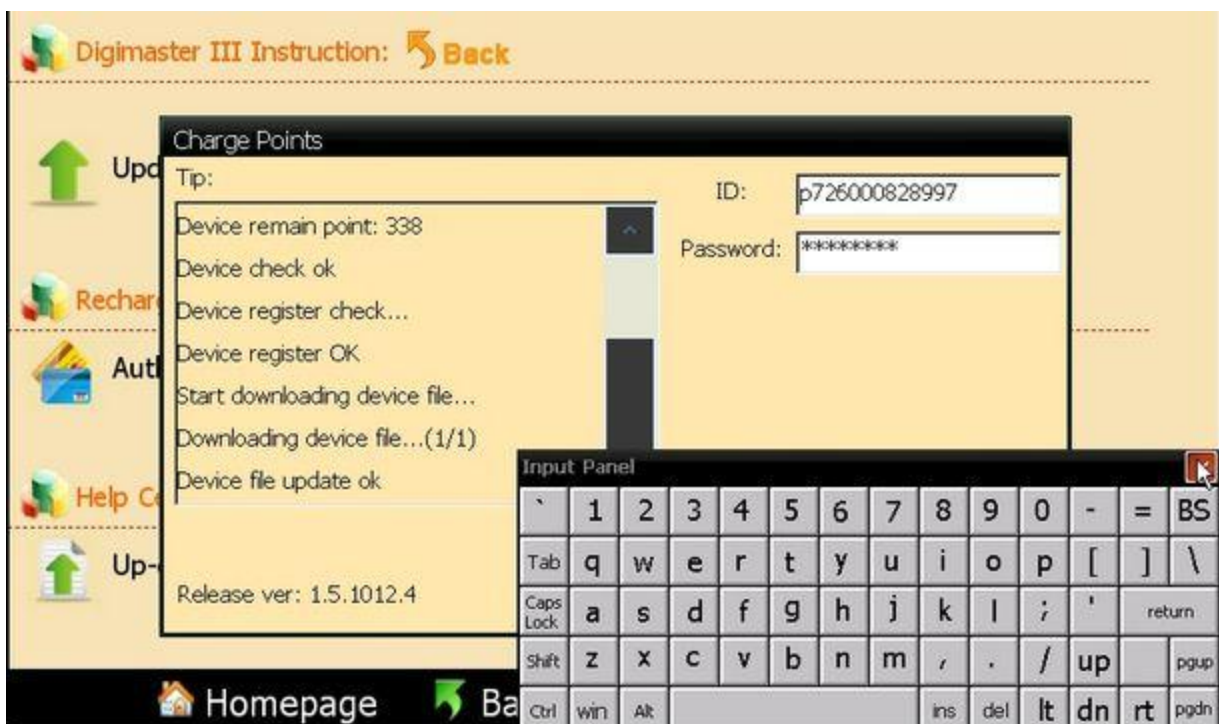 Digimaster III Instruction: Back
Charge Points
Upd
Tip:
ID: p726000828997
Device remain point: 338
Password: ********
Device check ok
Rechar
Device register check...
Device register OK
Auth
Start downloading device file...
Downloading device file...(1/1)
Input Panel
Device file update ok
Help C
` 1 2 3 4 5 6 7 8 9 0 - = BS
Up-
Tab q w e r t y u i o p [ ] \
Release ver: 1.5.1012.4
Caps Lock a s d f g h j k l ; ' return
Shift z x c v b n m , . / up pgup
Homepage Ba
Ctrl win Alt ins del lt dn rt pgdn